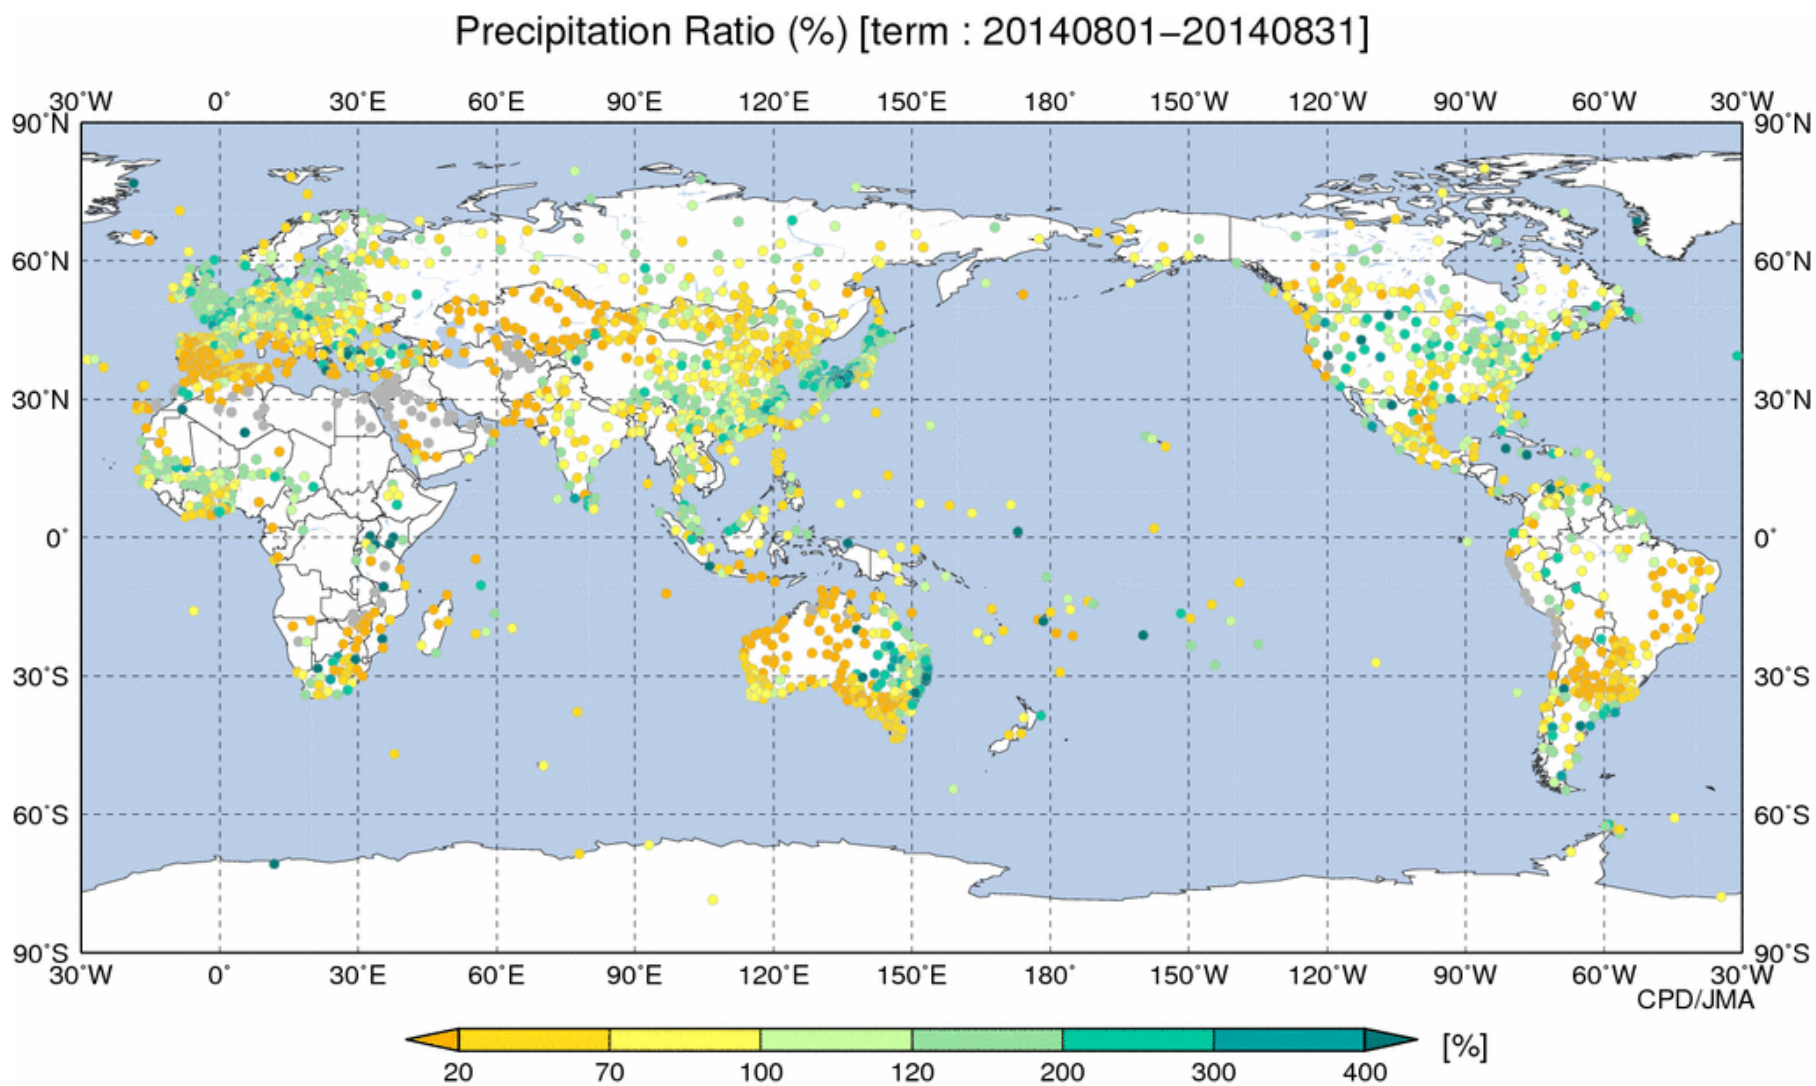 Precipitation Ratio (%) [term : 20140801−20140831]
30˚W 0˚ 30˚E 60˚E 90˚E 120˚E 150˚E 180˚ 150˚W 120˚W 90˚W 60˚W 30˚W
90˚N 90˚N
60˚N 60˚N
30˚N 30˚N
0˚ 0˚
30˚S 30˚S
60˚S 60˚S
90˚S 90˚S
30˚W 0˚ 30˚E 60˚E 90˚E 120˚E 150˚E 180˚ 150˚W 120˚W 90˚W 60˚W 30˚W
CPD/JMA
[%]
20 70 100 120 200 300 400